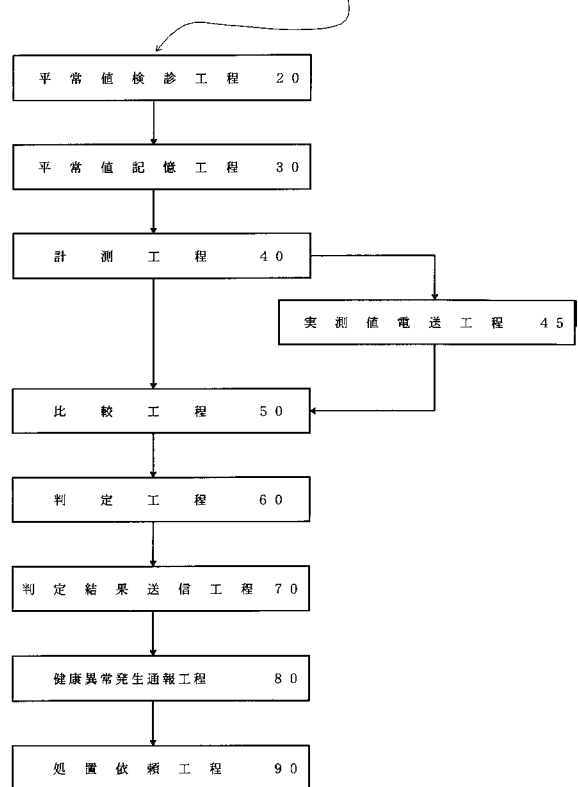 平常値検診工程 20
平常値記憶工程 30
計測工程 40
実測値電送工程 45
比較工程 50
判定工程 60
判定結果送信工程 70
健康異常発生通報工程 80
処置依頼工程 90